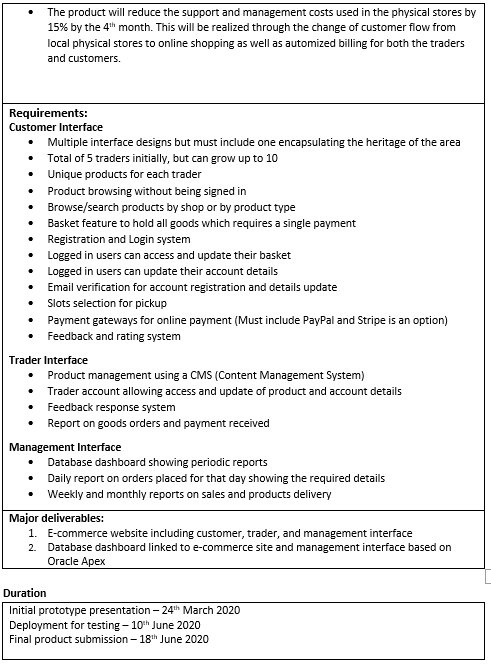 • The product will reduce the support and management costs used in the physical stores by
15% by the 4th month. This will be realized through the change of customer flow from
local physical stores to online shopping as well as automized billing for both the traders
and customers.
Requirements:
Customer Interface
• Multiple interface designs but must include one encapsulating the heritage of the area
• Total of 5 traders initially, but can grow up to 10
• Unique products for each trader
• Product browsing without being signed in
• Browse/search products by shop or by product type
• Basket feature to hold all goods which requires a single payment
• Registration and Login system
• Logged in users can access and update their basket
• Logged in users can update their account details
• Email verification for account registration and details update
• Slots selection for pickup
• Payment gateways for online payment (Must include PayPal and Stripe is an option)
• Feedback and rating system
Trader Interface
• Product management using a CMS (Content Management System)
• Trader account allowing access and update of product and account details
• Feedback response system
• Report on goods orders and payment received
Management Interface
• Database dashboard showing periodic reports
• Daily report on orders placed for that day showing the required details
• Weekly and monthly reports on sales and products delivery
Major deliverables:
1. E-commerce website including customer, trader, and management interface
2. Database dashboard linked to e-commerce site and management interface based on
Oracle Apex
Duration
Initial prototype presentation – 24th March 2020
Deployment for testing – 10th June 2020
Final product submission – 18th June 2020